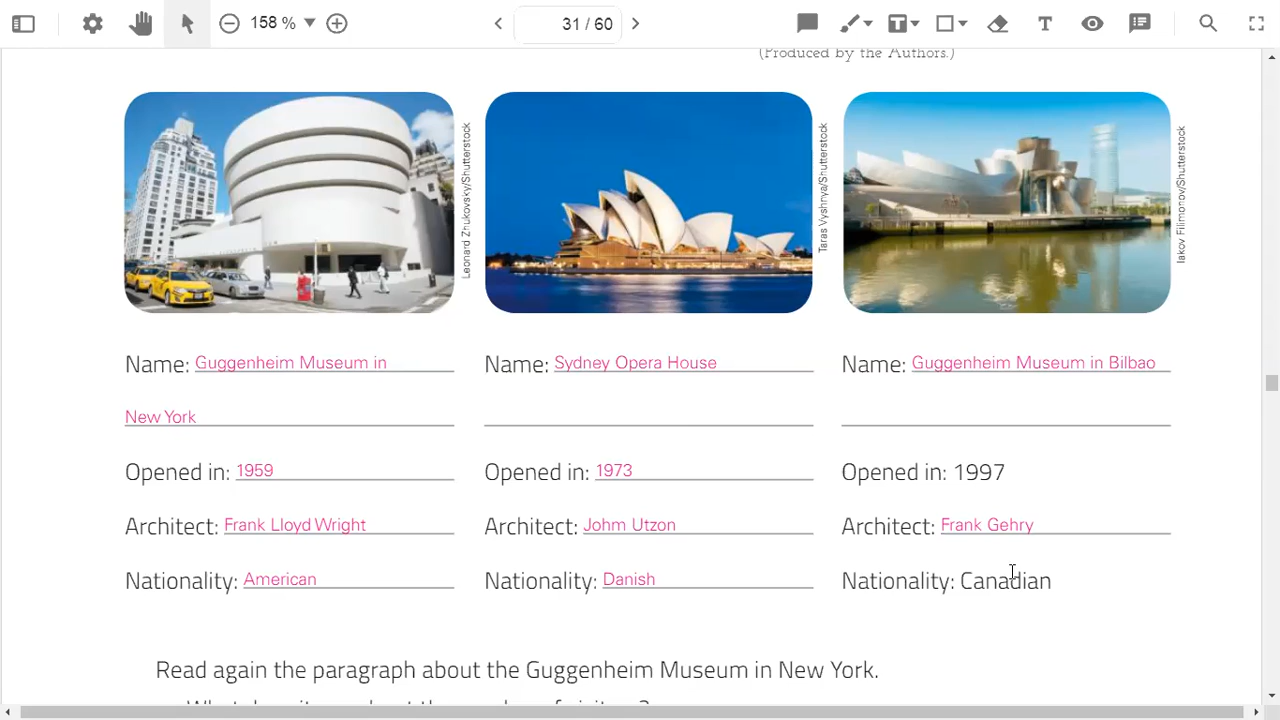 158 %
31 / 60
(Produced by the Authors.)
Leonard Zhukovsky/Shutterstock
Taras Vyshnya/Shutterstock
Iakov Filimonov/Shutterstock
Name: Guggenheim Museum in
New York
Opened in: 1959
Architect: Frank Lloyd Wright
Nationality: American
Name: Sydney Opera House
Opened in: 1973
Architect: Johm Utzon
Nationality: Danish
Name: Guggenheim Museum in Bilbao
Opened in: 1997
Architect: Frank Gehry
Nationality: Canadian
Read again the paragraph about the Guggenheim Museum in New York.